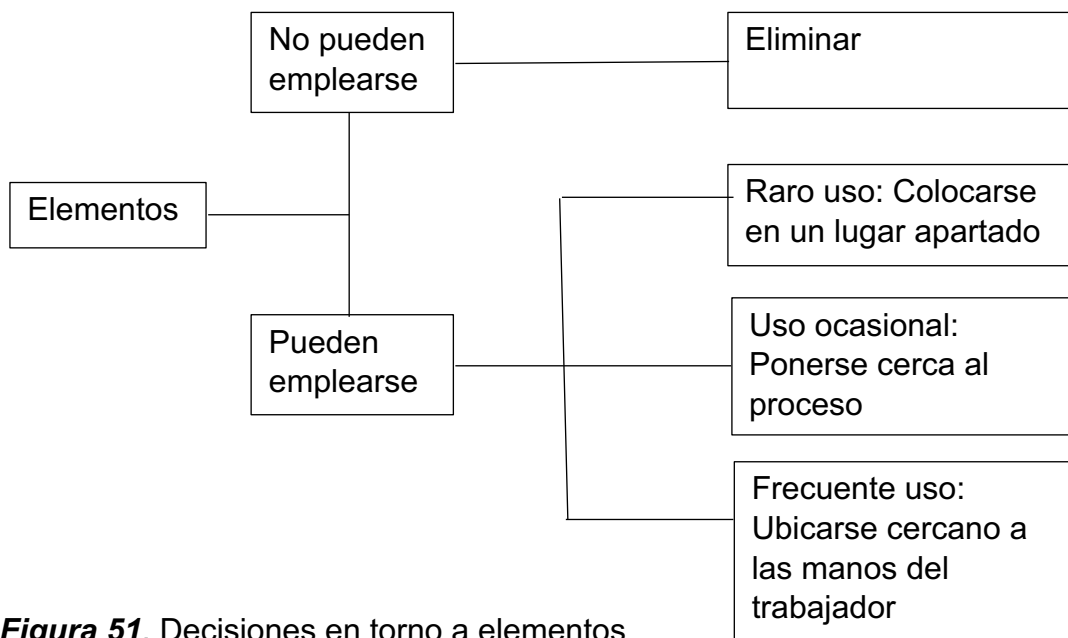 No pueden
emplearse
Eliminar
Elementos
Raro uso: Colocarse
en un lugar apartado
Pueden
emplearse
Uso ocasional:
Ponerse cerca al
proceso
Frecuente uso:
Ubicarse cercano a
las manos del
trabajador
Figura 51. Decisiones en torno a elementos